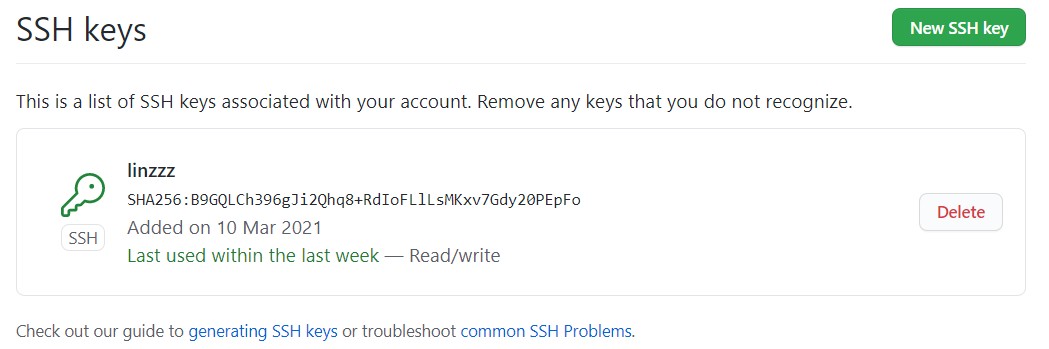 SSH keys
New SSH key
This is a list of SSH keys associated with your account. Remove any keys that you do not recognize.
linzzz
SHA256:B9GQLCh396gJi2Qhq8+RdIoFLlLsMKxv7Gdy20PEpFo
Added on 10 Mar 2021
Last used within the last week — Read/write
SSH
Delete
Check out our guide to generating SSH keys or troubleshoot common SSH Problems.